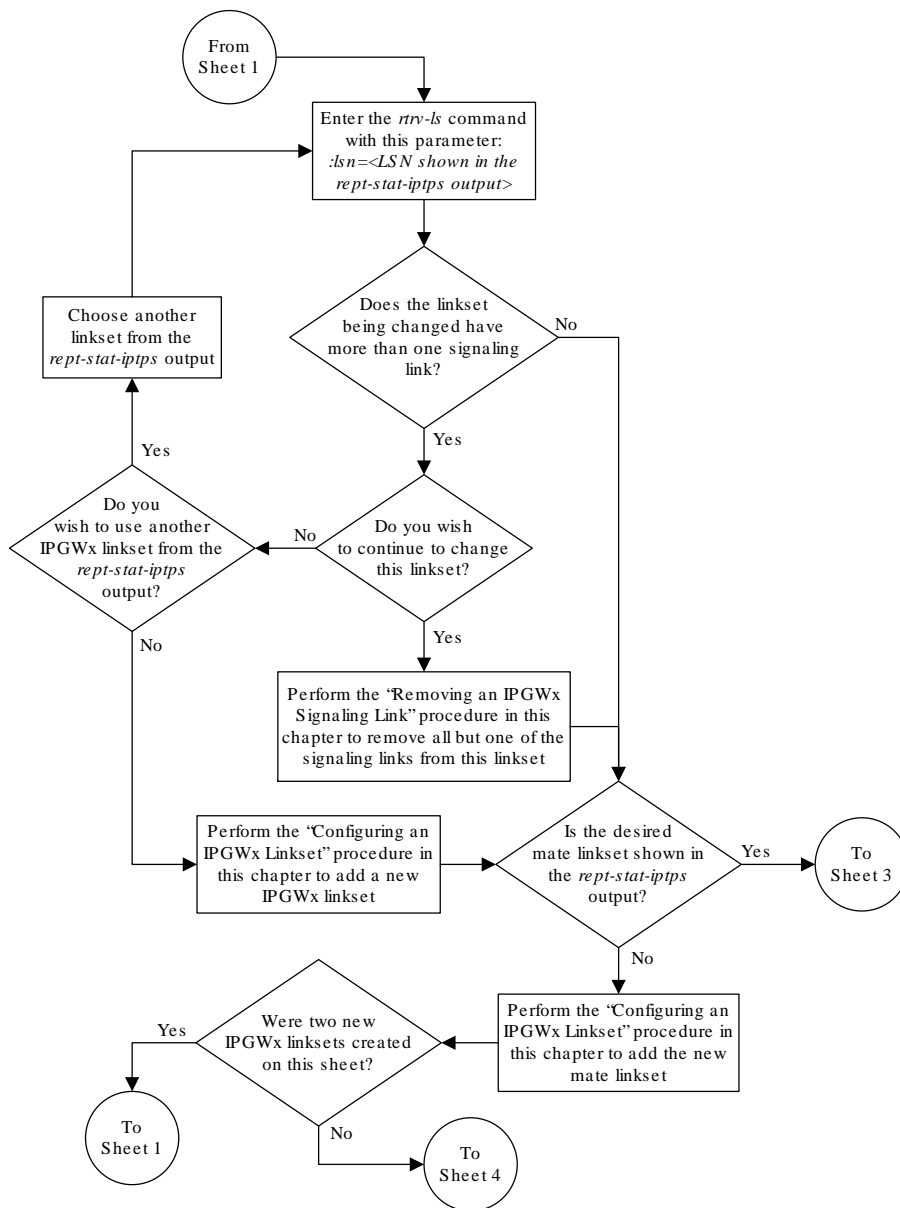 From
Sheet 1
Enter the rtrv-ls command
with this parameter:
:lsn=<LSN shown in the
rept-stat-iptps output>
Does the linkset
being changed have
more than one signaling
link?
No
Yes
Choose another
linkset from the
rept-stat-iptps output
Yes
Do you
wish to use another
IPGWx linkset from the
rept-stat-iptps
output?
No
Do you wish
to continue to change
this linkset?
No
Yes
Perform the “Removing an IPGWx
Signaling Link” procedure in this
chapter to remove all but one of the
signaling links from this linkset
Perform the “Configuring an
IPGWx Linkset” procedure in
this chapter to add a new
IPGWx linkset
Is the desired
mate linkset shown in
the rept-stat-iptps
output?
Yes
To
Sheet 3
No
Perform the “Configuring an
IPGWx Linkset” procedure in
this chapter to add the new
mate linkset
Were two new
IPGWx linksets created
on this sheet?
Yes
To
Sheet 1
No
To
Sheet 4